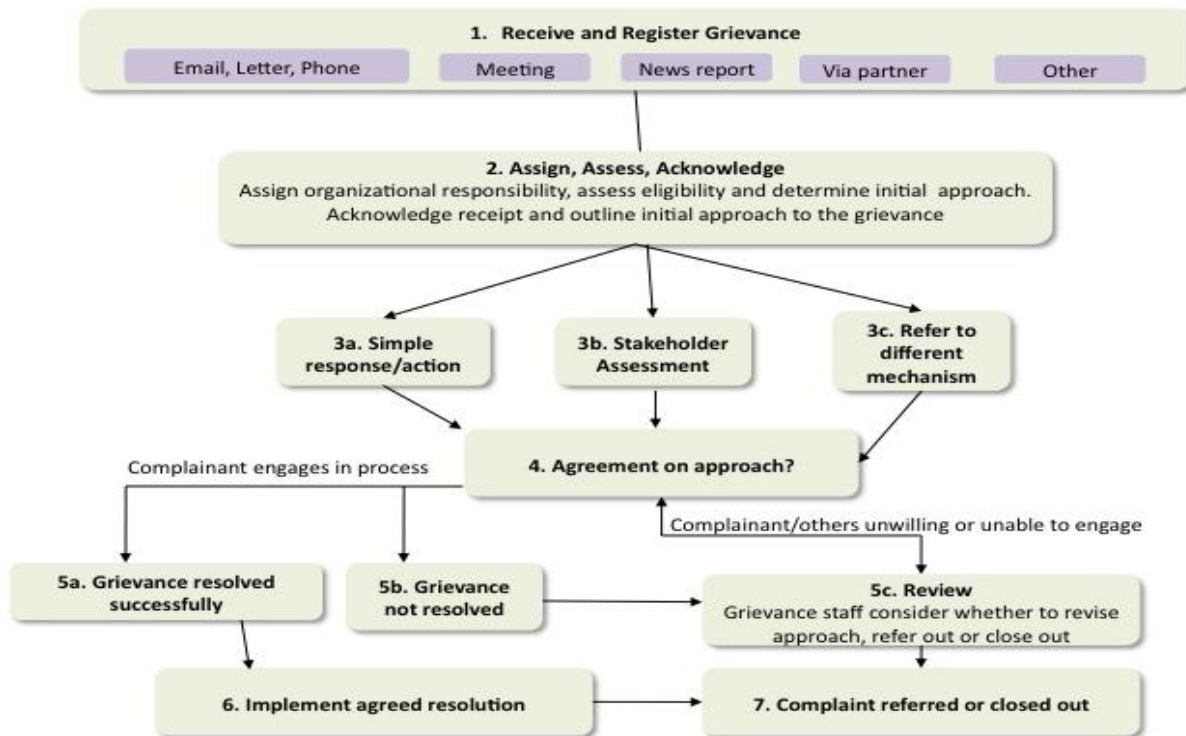 1. Receive and Register Grievance
Email, Letter, Phone
Meeting
News report
Via partner
Other
2. Assign, Assess, Acknowledge
Assign organizational responsibility, assess eligibility and determine initial approach.
Acknowledge receipt and outline initial approach to the grievance
3a. Simple
response/action
3b. Stakeholder
Assessment
3c. Refer to
different
mechanism
4. Agreement on approach?
Complainant engages in process
Complainant/others unwilling or unable to engage
5a. Grievance resolved
successfully
5b. Grievance
not resolved
5c. Review
Grievance staff consider whether to revise
approach, refer out or close out
6. Implement agreed resolution
7. Complaint referred or closed out